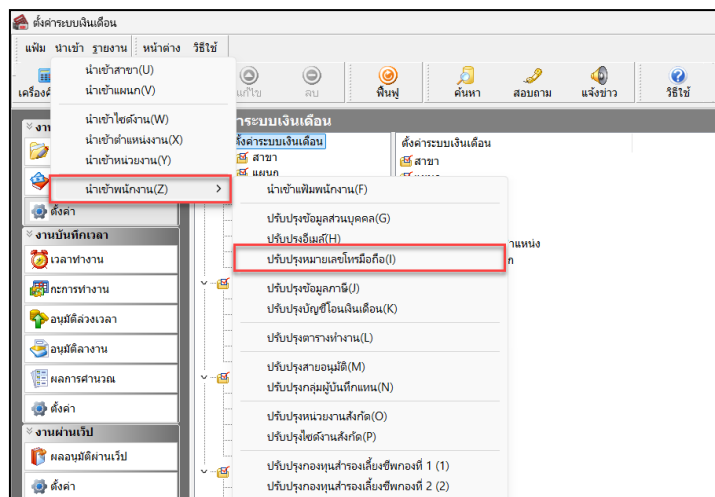 ตั้งค่าระบบเงินเดือน
แฟ้ม นำเข้า รายงาน หน้าต่าง วิธีใช้
แก้ไข ลบ ฟื้นฟู ค้นหา สอบถาม แจ้งข่าว วิธีใช้
นำเข้าสาขา(U)
นำเข้าแผนก(V)
นำเข้าไซต์งาน(W)
นำเข้าตำแหน่งงาน(X)
นำเข้าหน่วยงาน(Y)
นำเข้าพนักงาน(Z)
ตั้งค่าระบบเงินเดือน
สาขา
แผนก
ตั้งค่าระบบเงินเดือน
สาขา
นำเข้าแฟ้มพนักงาน(F)
ปรับปรุงข้อมูลส่วนบุคคล(G)
ปรับปรุงอีเมล์(H)
ปรับปรุงหมายเลขโทรมือถือ(I)
ปรับปรุงข้อมูลภาษี(J)
ปรับปรุงบัญชีโอนเงินเดือน(K)
ปรับปรุงตารางทำงาน(L)
ปรับปรุงสายอนุมัติ(M)
ปรับปรุงกลุ่มผู้บันทึกแทน(N)
ปรับปรุงหน่วยงานสังกัด(O)
ปรับปรุงไซต์งานสังกัด(P)
ปรับปรุงกองทุนสำรองเลี้ยงชีพกองที่ 1 (1)
ปรับปรุงกองทุนสำรองเลี้ยงชีพกองที่ 2 (2)
ตั้งค่า
งานบันทึกเวลา
เวลาทำงาน
กะการทำงาน
อนุมัติล่วงเวลา
อนุมัติลางาน
ผลการคำนวณ
ตั้งค่า
งานผ่านเว็ป
ผลอนุมัติผ่านเว็ป
ตั้งค่า